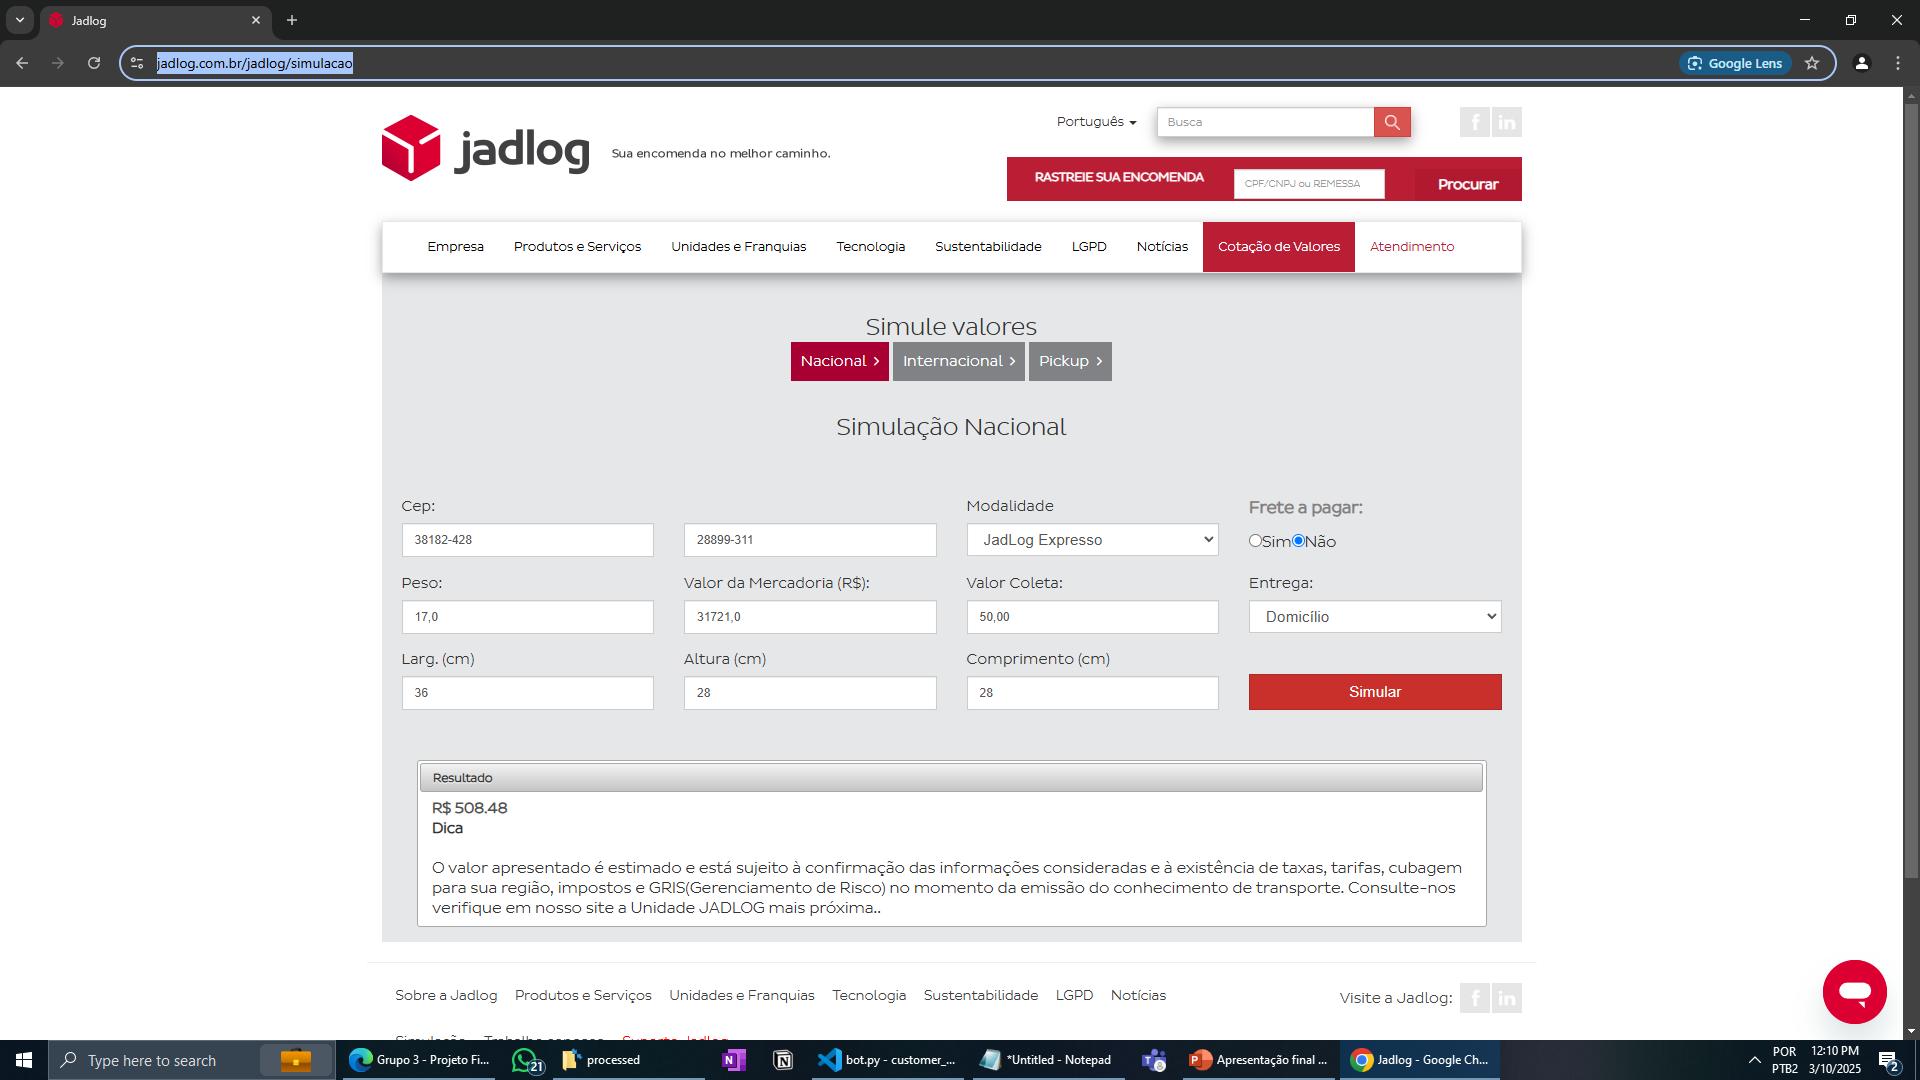 Jadlog
jadlog.com.br/jadlog/simulacao
Google Lens
jadlog
Sua encomenda no melhor caminho.
Português
Busca
RASTREIE SUA ENCOMENDA
CPF/CNPJ ou REMESSA
Procurar
Empresa
Produtos e Serviços
Unidades e Franquias
Tecnologia
Sustentabilidade
LGPD
Notícias
Cotação de Valores
Atendimento
Simule valores
Nacional
Internacional
Pickup
Simulação Nacional
Cep:
38182-428
28899-311
Modalidade
JadLog Expresso
Frete a pagar:
Sim Não
Peso:
17,0
Valor da Mercadoria (R$):
31721,0
Valor Coleta:
50,00
Entrega:
Domicílio
Larg. (cm)
36
Altura (cm)
28
Comprimento (cm)
28
Simular
Resultado
R$ 508.48
Dica
O valor apresentado é estimado e está sujeito à confirmação das informações consideradas e à existência de taxas, tarifas, cubagem
para sua região, impostos e GRIS(Gerenciamento de Risco) no momento da emissão do conhecimento de transporte. Consulte-nos
verifique em nosso site a Unidade JADLOG mais próxima..
Sobre a Jadlog
Produtos e Serviços
Unidades e Franquias
Tecnologia
Sustentabilidade
LGPD
Notícias
Visite a Jadlog:
Type here to search
Grupo 3 - Projeto Fi...
21
processed
bot.py - customer_...
*Untitled - Notepad
Apresentação final ...
Jadlog - Google Ch...
POR
PTB2
12:10 PM
3/10/2025
2